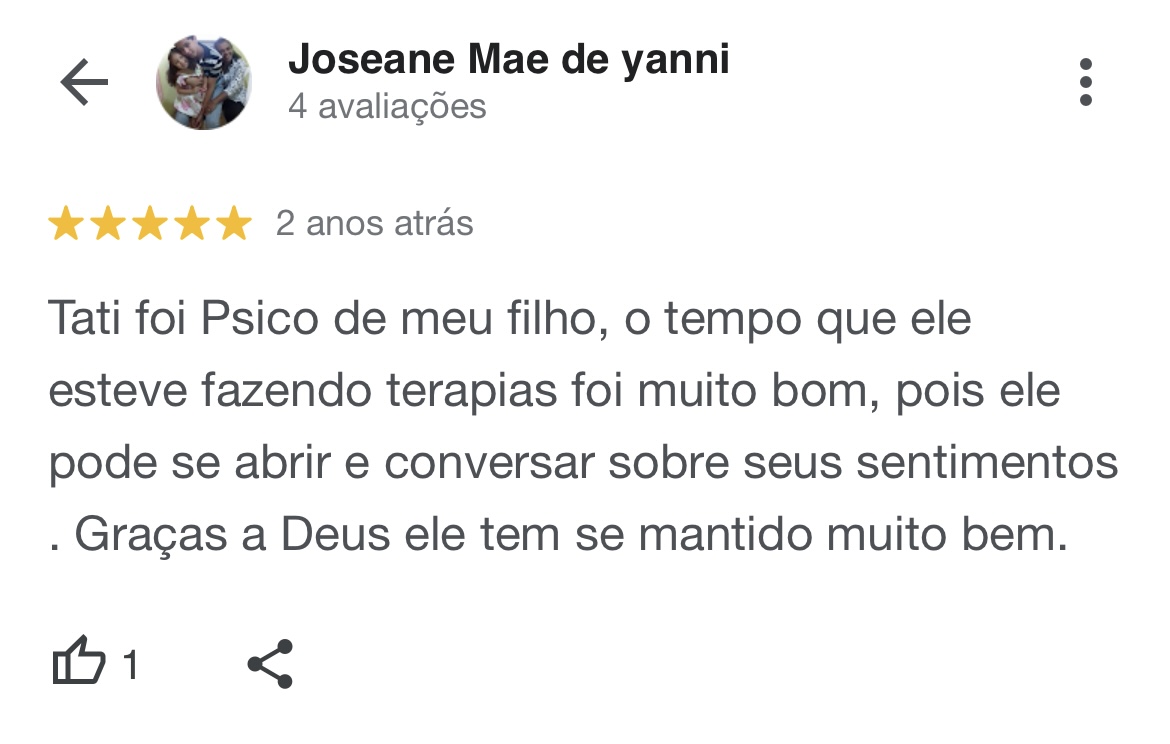 Joseane Mae de yanni
4 avaliações
2 anos atrás
Tati foi Psico de meu filho, o tempo que ele
esteve fazendo terapias foi muito bom, pois ele
pode se abrir e conversar sobre seus sentimentos
. Graças a Deus ele tem se mantido muito bem.
1